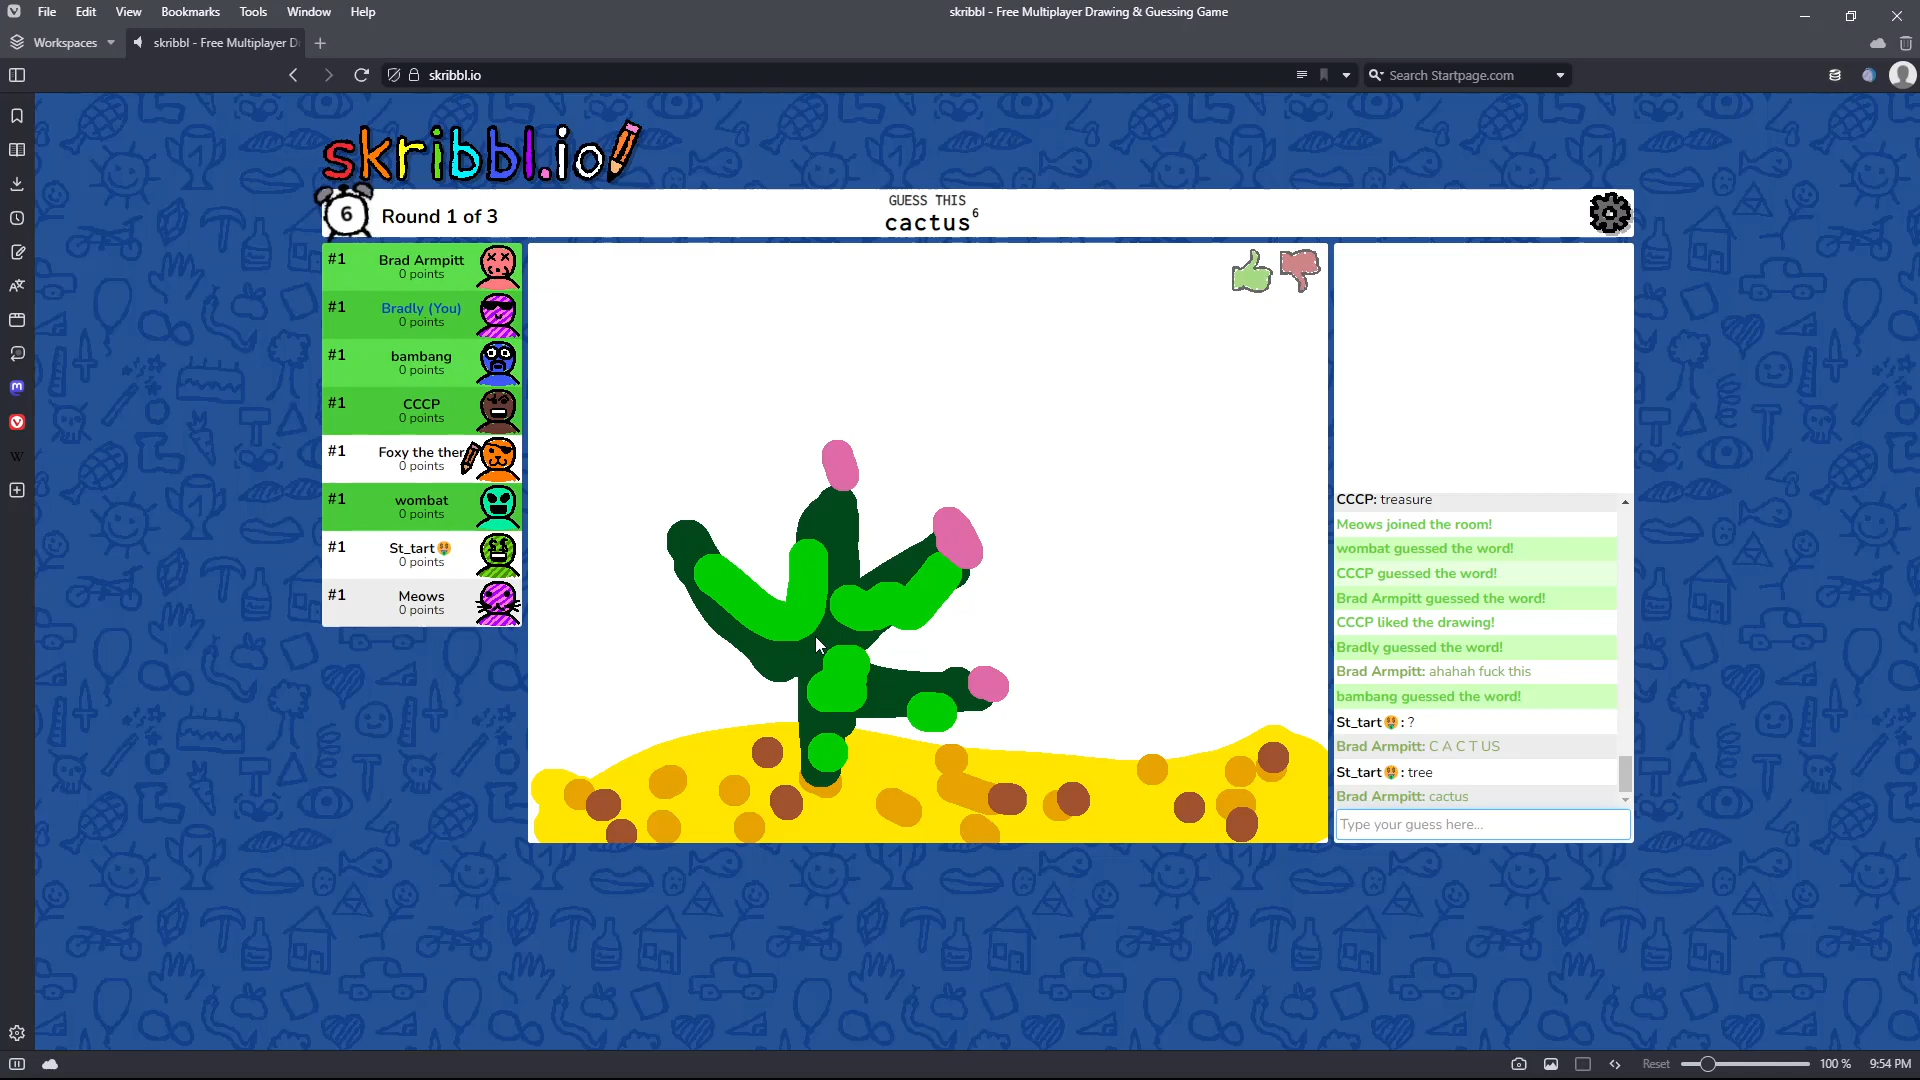 File Edit View Bookmarks Tools Window Help
skribbl - Free Multiplayer Drawing & Guessing Game
Workspaces
skribbl - Free Multiplayer D
skribbl.io
Search Startpage.com
skribbl.io
6
Round 1 of 3
GUESS THIS
cactus 6
#1 Brad Armpitt
0 points
#1 Bradly (You)
0 points
#1 bambang
0 points
#1 CCCP
0 points
#1 Foxy the ther
0 points
#1 wombat
0 points
#1 St_tart🤑
0 points
#1 Meows
0 points
CCCP: treasure
Meows joined the room!
wombat guessed the word!
CCCP guessed the word!
Brad Armpitt guessed the word!
CCCP liked the drawing!
Bradly guessed the word!
Brad Armpitt: ahahah fuck this
bambang guessed the word!
St_tart🤑: ?
Brad Armpitt: C A C T US
St_tart🤑: tree
Brad Armpitt: cactus
Type your guess here...
Reset
100 %
9:54 PM